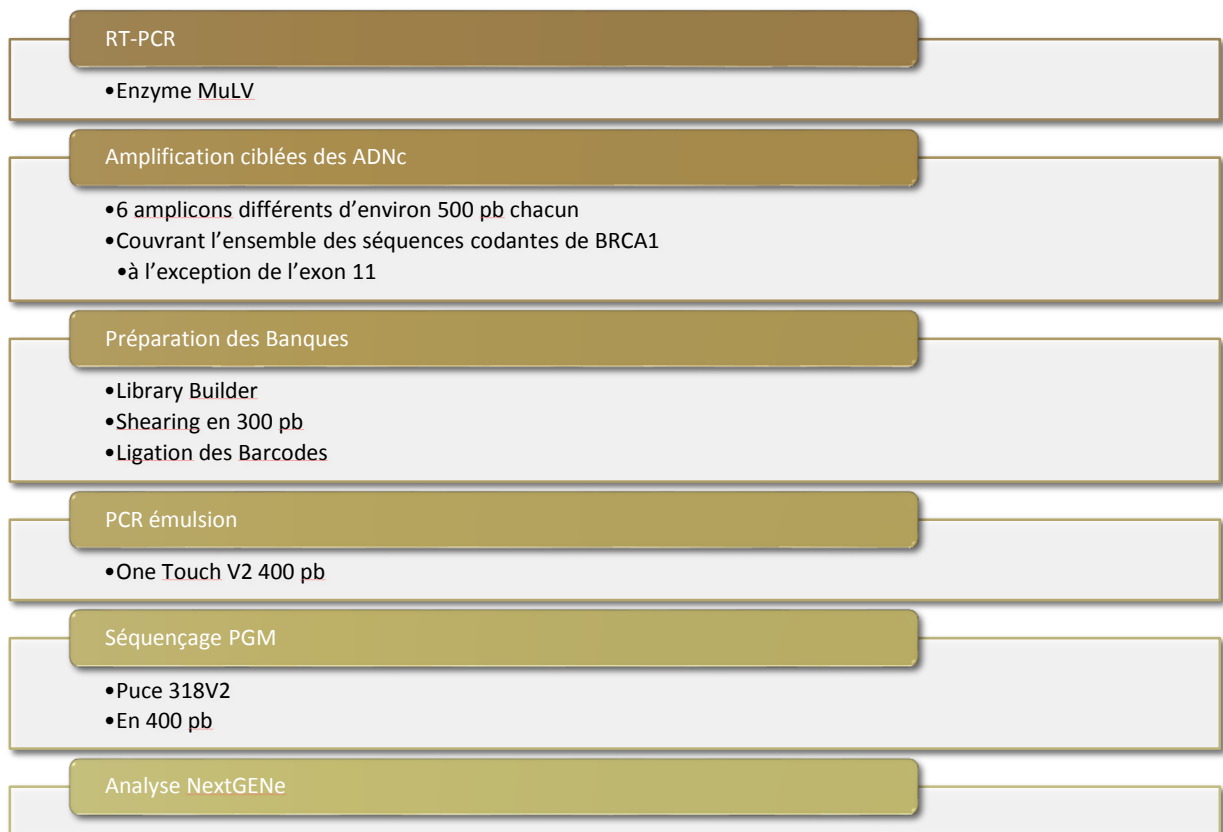 RT-PCR
•Enzyme MuLV
Amplification ciblées des ADNc
•6 amplicons différents d’environ 500 pb chacun
•Couvrant l’ensemble des séquences codantes de BRCA1
•à l’exception de l’exon 11
Préparation des Banques
•Library Builder
•Shearing en 300 pb
•Ligation des Barcodes
PCR émulsion
•One Touch V2 400 pb
Séquençage PGM
•Puce 318V2
•En 400 pb
Analyse NextGENe